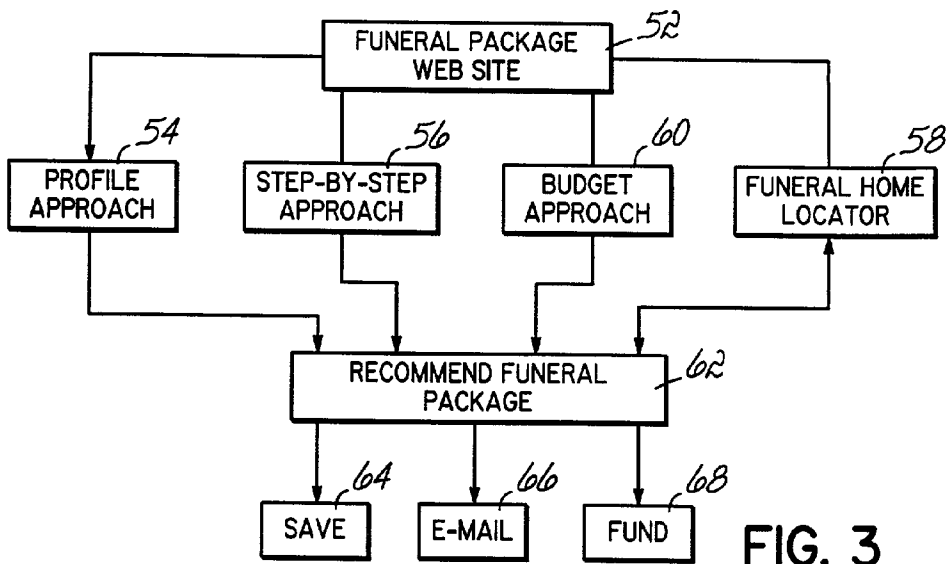 FUNERAL PACKAGE
WEB SITE
52
54
PROFILE
APPROACH
56
STEP-BY-STEP
APPROACH
60
BUDGET
APPROACH
58
FUNERAL HOME
LOCATOR
RECOMMEND FUNERAL
PACKAGE
62
64
SAVE
66
E-MAIL
68
FUND
FIG. 3